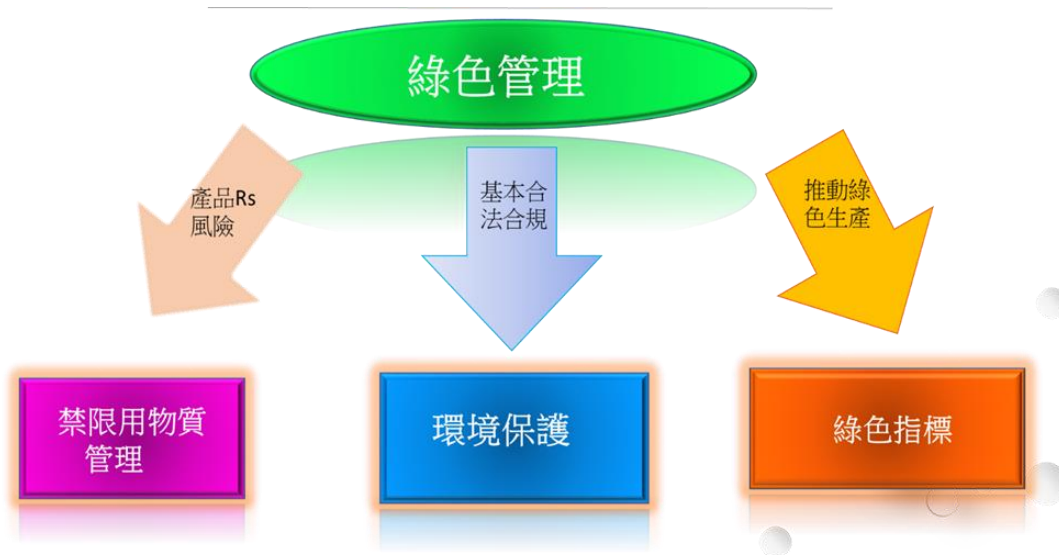 綠色管理
產品Rs
風險
基本合
法合規
推動綠
色生產
禁限用物質
管理
環境保護
綠色指標